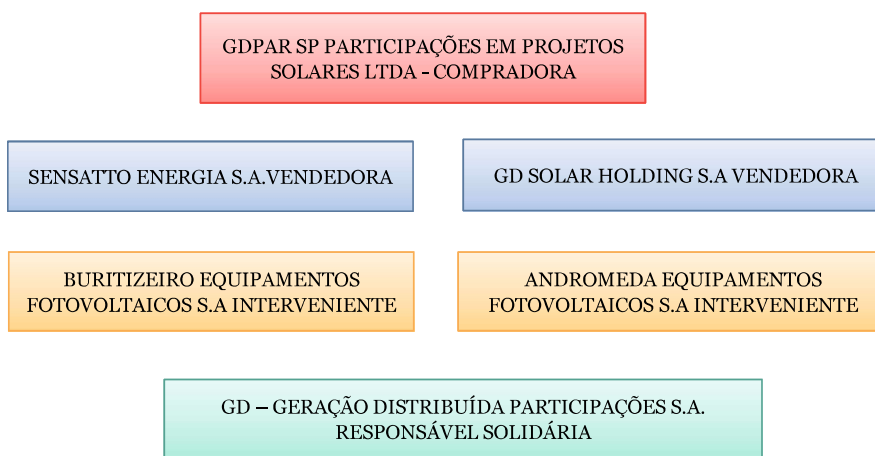 GDPAR SP PARTICIPAÇÕES EM PROJETOS
SOLARES LTDA - COMPRADORA
SENSATTO ENERGIA S.A.VENDEDORA
GD SOLAR HOLDING S.A VENDEDORA
BURITIZEIRO EQUIPAMENTOS
FOTOVOLTAICOS S.A INTERVENIENTE
ANDROMEDA EQUIPAMENTOS
FOTOVOLTAICOS S.A INTERVENIENTE
GD – GERAÇÃO DISTRIBUÍDA PARTICIPAÇÕES S.A.
RESPONSÁVEL SOLIDÁRIA